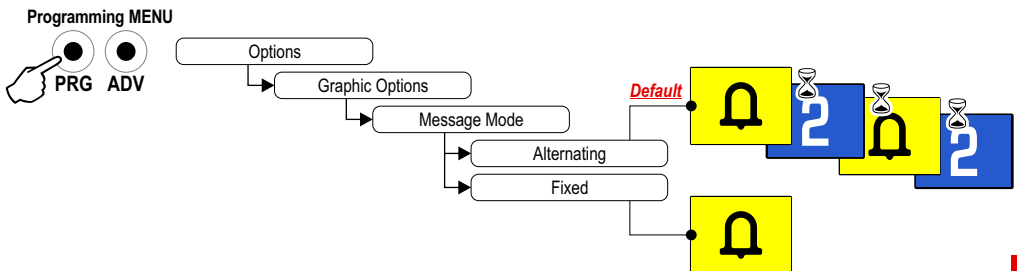 Programming MENU
PRG ADV
Options
Graphic Options
Message Mode
Alternating
Fixed
Default
2
2